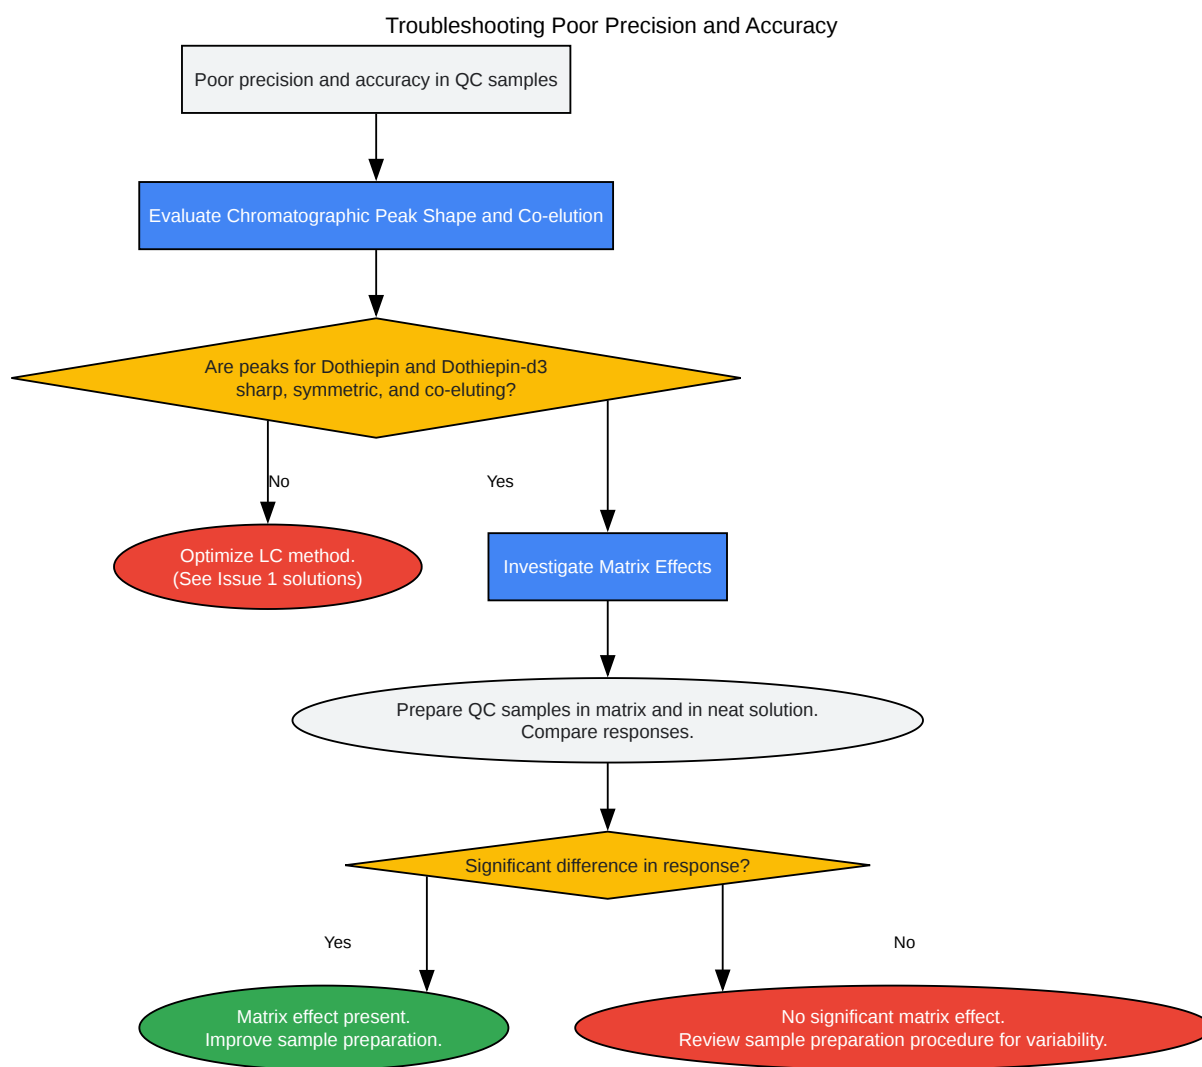 Troubleshooting Poor Precision and Accuracy
Poor precision and accuracy in QC samples
Evaluate Chromatographic Peak Shape and Co-elution
Are peaks for Dothiepin and Dothiepin-d3
sharp, symmetric, and co-eluting?
No
Yes
Optimize LC method.
(See Issue 1 solutions)
Investigate Matrix Effects
Prepare QC samples in matrix and in neat solution.
Compare responses.
Significant difference in response?
Yes
No
Matrix effect present.
Improve sample preparation.
No significant matrix effect.
Review sample preparation procedure for variability.